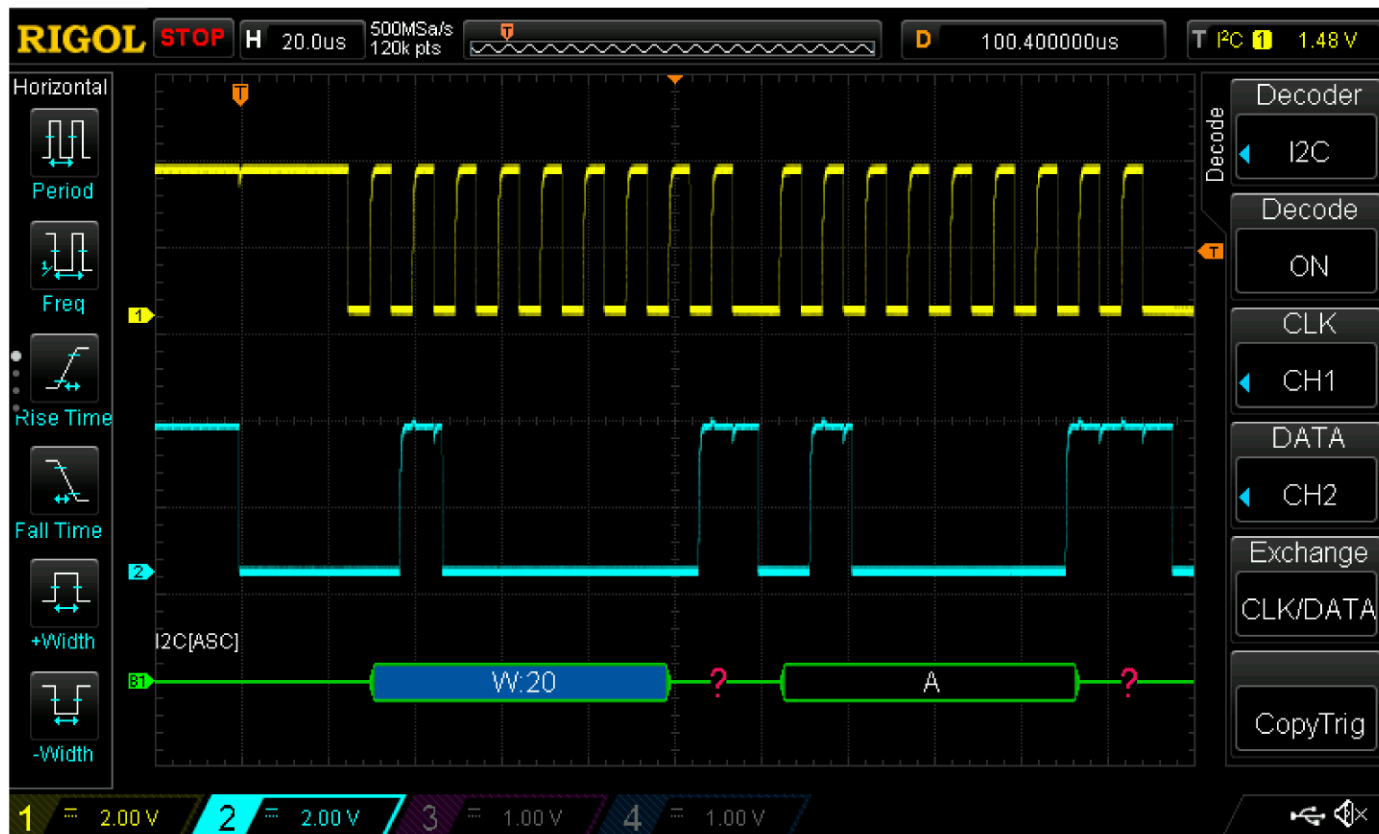 RIGOL STOP H 20.0us 500MSa/s 120k pts T D 100.400000us T I²C 1 1.48 V
Horizontal
Period
Freq
Rise Time
Fall Time
+Width
-Width
T
1
2
T
I2C[ASC]
B1 W:20 ? A ?
Decode
Decoder
I2C
Decode
ON
CLK
CH1
DATA
CH2
Exchange
CLK/DATA
CopyTrig
1 2.00 V 2 2.00 V 3 1.00 V 4 1.00 V